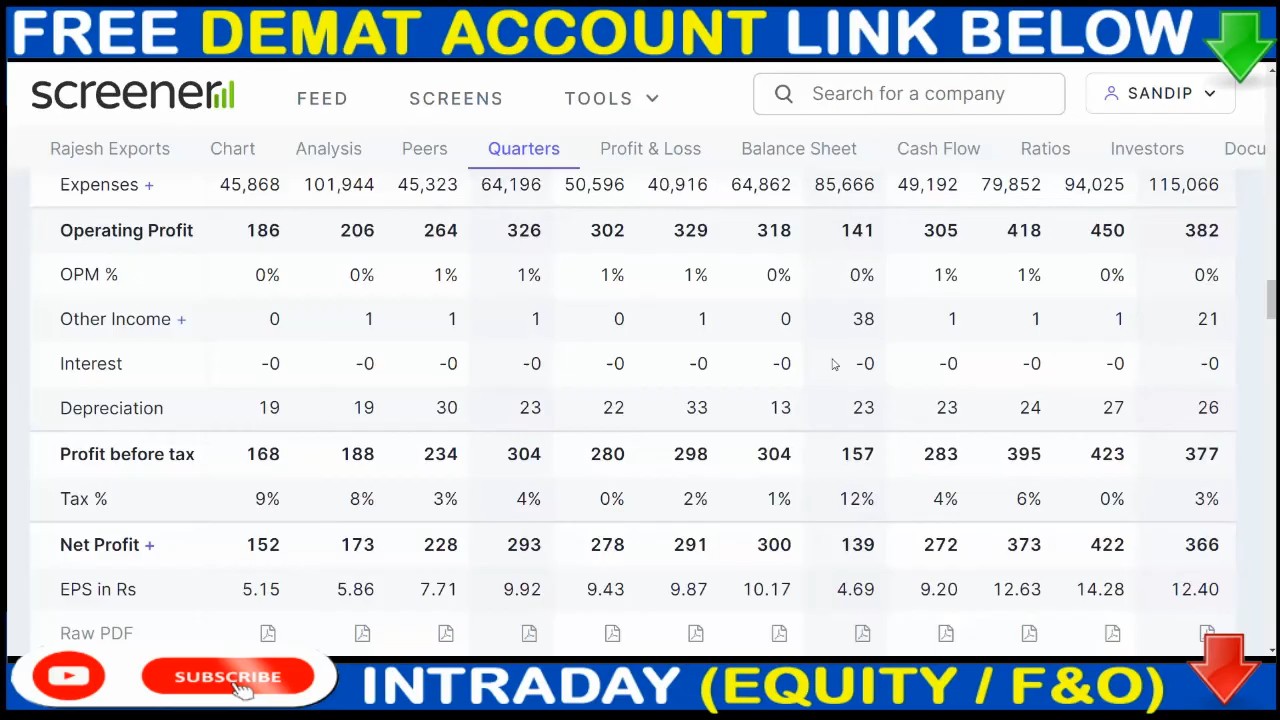 FREE DEMAT ACCOUNT LINK BELOW
screener FEED SCREENS TOOLS Search for a company SANDIP
Rajesh Exports Chart Analysis Peers Quarters Profit & Loss Balance Sheet Cash Flow Ratios Investors Docu
Expenses + 45,868 101,944 45,323 64,196 50,596 40,916 64,862 85,666 49,192 79,852 94,025 115,066
Operating Profit 186 206 264 326 302 329 318 141 305 418 450 382
OPM % 0% 0% 1% 1% 1% 1% 0% 0% 1% 1% 0% 0%
Other Income + 0 1 1 1 0 1 0 38 1 1 1 21
Interest -0 -0 -0 -0 -0 -0 -0 -0 -0 -0 -0 -0
Depreciation 19 19 30 23 22 33 13 23 23 24 27 26
Profit before tax 168 188 234 304 280 298 304 157 283 395 423 377
Tax % 9% 8% 3% 4% 0% 2% 1% 12% 4% 6% 0% 3%
Net Profit + 152 173 228 293 278 291 300 139 272 373 422 366
EPS in Rs 5.15 5.86 7.71 9.92 9.43 9.87 10.17 4.69 9.20 12.63 14.28 12.40
Raw PDF
SUBSCRIBE
INTRADAY (EQUITY / F&O)